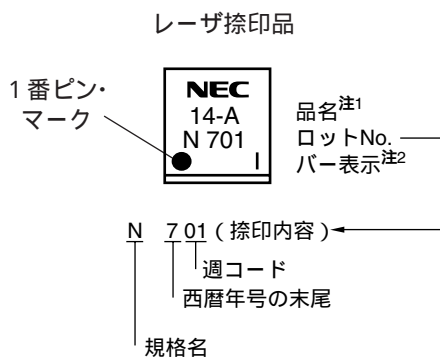 レーザ捺印品
1番ピン・
マーク
NEC
14-A
N 701
I
品名注1
ロットNo.
バー表示注2
N 7 01 (捺印内容)
週コード
西暦年号の末尾
規格名